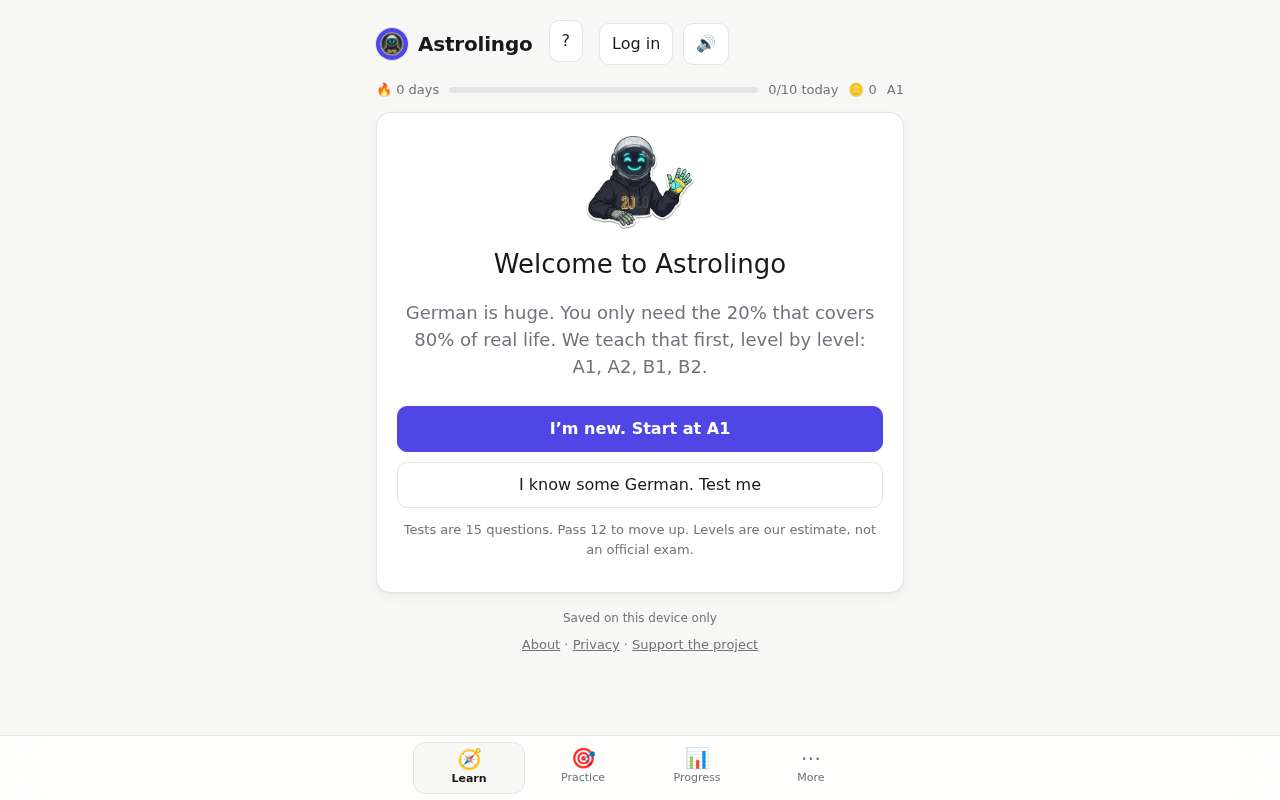 Astrolingo
?
Log in
0 days
0/10 today
0
A1
Welcome to Astrolingo
German is huge. You only need the 20% that covers
80% of real life. We teach that first, level by level:
A1, A2, B1, B2.
I’m new. Start at A1
I know some German. Test me
Tests are 15 questions. Pass 12 to move up. Levels are our estimate, not
an official exam.
Saved on this device only
About · Privacy · Support the project
Learn
Practice
Progress
More